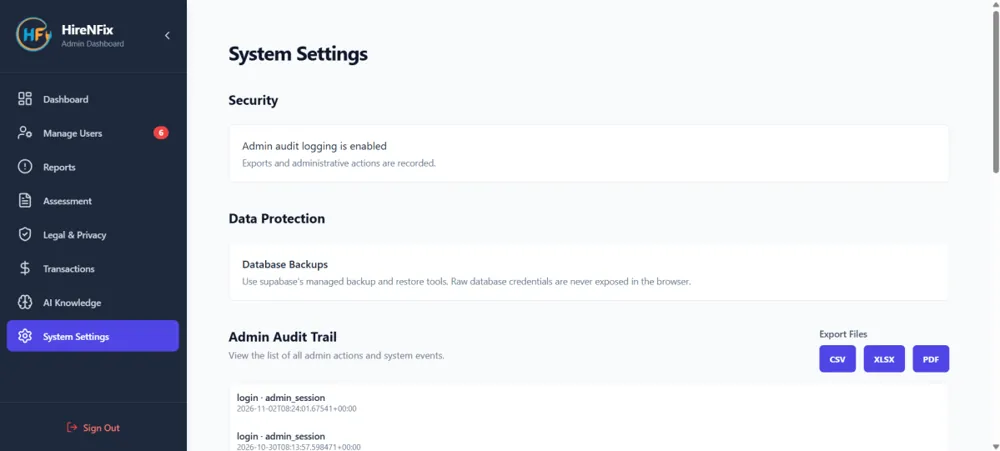 HF
HireNFix
Admin Dashboard
Dashboard
Manage Users 6
Reports
Assessment
Legal & Privacy
Transactions
AI Knowledge
System Settings
Sign Out
System Settings
Security
Admin audit logging is enabled
Exports and administrative actions are recorded.
Data Protection
Database Backups
Use supabase's managed backup and restore tools. Raw database credentials are never exposed in the browser.
Admin Audit Trail
View the list of all admin actions and system events.
Export Files
CSV XLSX PDF
login · admin_session
2026-11-02T08:24:01.67541+00:00
login · admin_session
2026-10-30T08:13:57.598471+00:00